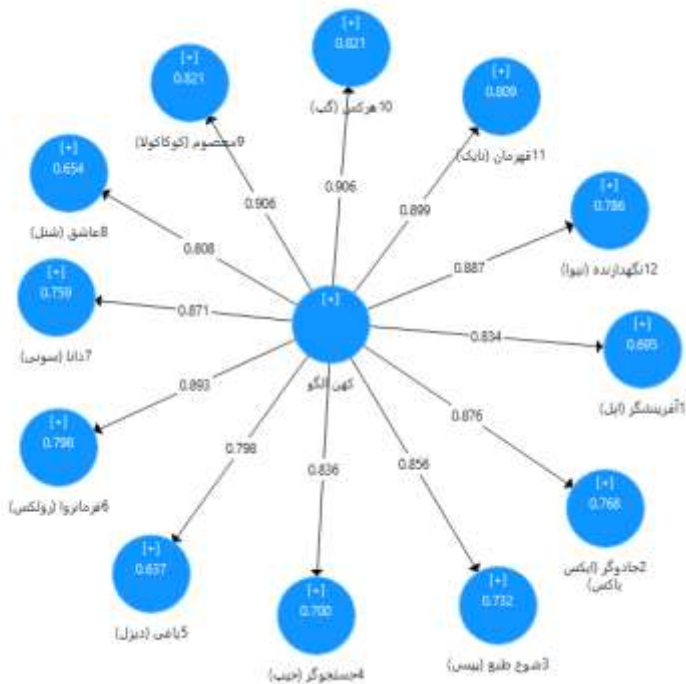 [+]
0.821
10هرکس (گپ)
[+]
0.821
9معصوم (کوکاکولا)
[+]
0.809
11قهرمان (نایک)
[+]
0.654
8عاشق (شنل)
[+]
0.786
12نگهدارنده (نیوا)
0.906
0.906
0.899
0.808
0.887
[+]
0.759
7دانا (سونی)
0.871
[+]
کهن الگو
0.834
[+]
0.695
1آفرینشگر (اپل)
0.893
0.876
[+]
0.798
6فرمانروا (رولکس)
0.798
0.836
0.856
[+]
0.768
2جادوگر (ایکس
باکس)
[+]
0.637
5یاغی (دیزل)
[+]
0.700
4جستجوگر (جیپ)
[+]
0.732
3شوخ طبع (پپسی)